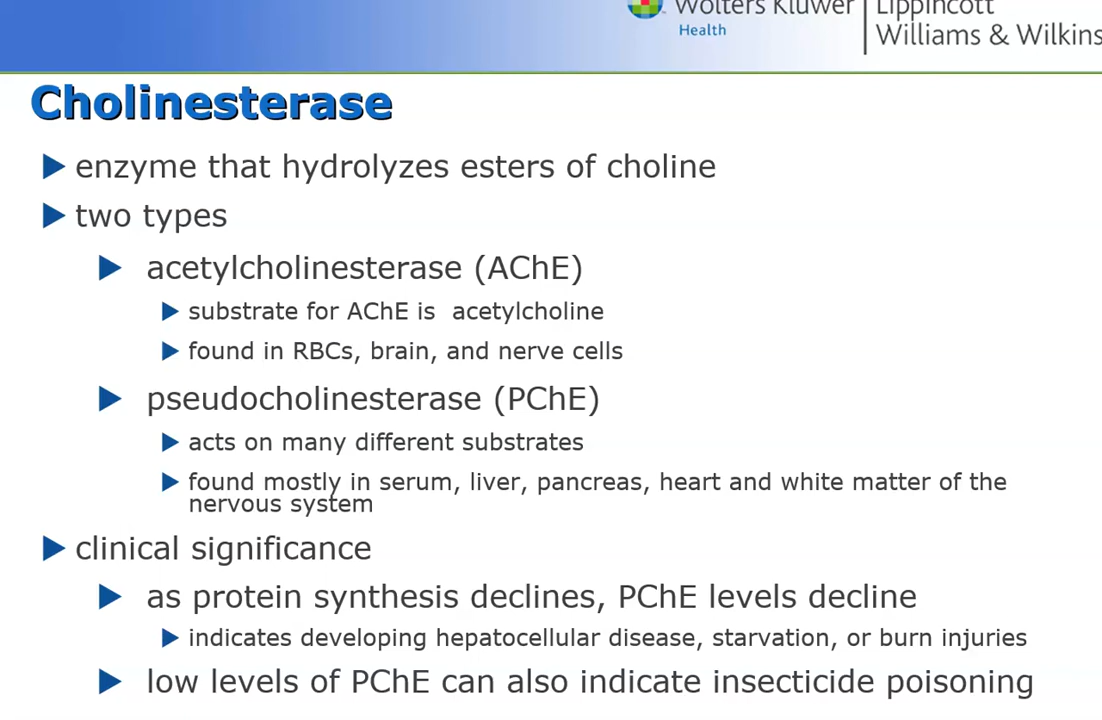 Wolters Kluwer
Health
Lippincott
Williams & Wilkins
Cholinesterase
enzyme that hydrolyzes esters of choline
two types
acetylcholinesterase (AChE)
substrate for AChE is acetylcholine
found in RBCs, brain, and nerve cells
pseudocholinesterase (PChE)
acts on many different substrates
found mostly in serum, liver, pancreas, heart and white matter of the
nervous system
clinical significance
as protein synthesis declines, PChE levels decline
indicates developing hepatocellular disease, starvation, or burn injuries
low levels of PChE can also indicate insecticide poisoning